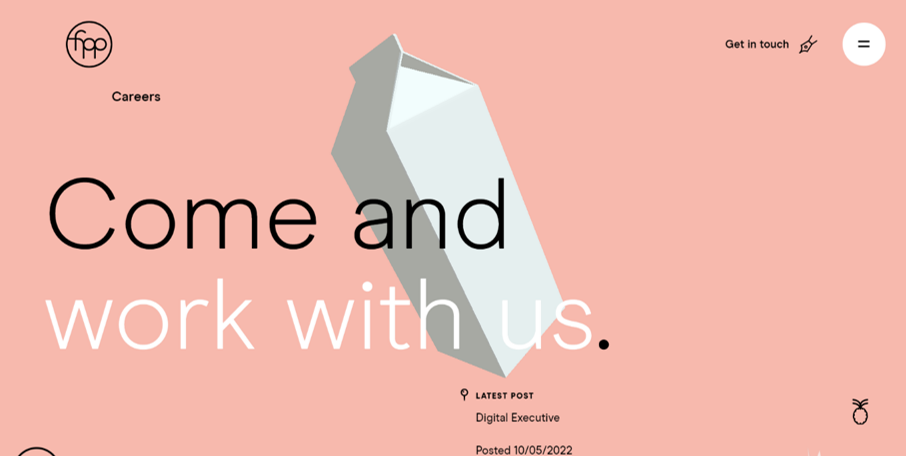 fpp
Get in touch
Careers
Come and
work with us.
LATEST POST
Digital Executive
Posted 10/05/2022